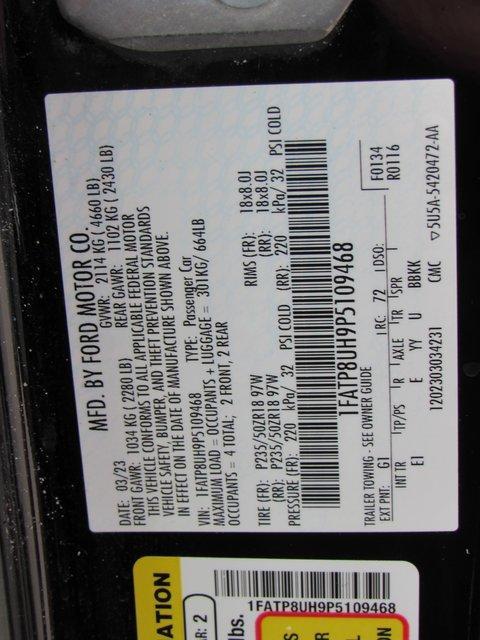 MFD. BY FORD MOTOR CO.
DATE: 03/23 GVWR: 2114 KG ( 4660 LB)
FRONT GAWR: 1034 KG ( 2280 LB) REAR GAWR: 1102 KG ( 2430 LB)
THIS VEHICLE CONFORMS TO ALL APPLICABLE FEDERAL MOTOR
VEHICLE SAFETY, BUMPER, AND THEFT PREVENTION STANDARDS
IN EFFECT ON THE DATE OF MANUFACTURE SHOWN ABOVE.
VIN: 1FATP8UH9P5109468 TYPE: Passenger Car
MAXIMUM LOAD = OCCUPANTS + LUGGAGE = 301KG/ 664LB
OCCUPANTS = 4 TOTAL; 2 FRONT, 2 REAR
TIRE (FR): P235/50ZR18 97W RIMS (FR): 18x8.0J
(RR): P235/50ZR18 97W (RR): 18x8.0J
PRESSURE (FR): 220 kPa/ 32 PSI COLD (RR): 220 kPa/ 32 PSI COLD
1FATP8UH9P5109468
TRAILER TOWING - SEE OWNER GUIDE F0134
EXT PNT: G1 RC: 72 DSO: R0116
INT TR TP/PS R AXLE TR SPR
E1 E YY U BBKK
1202303034231 CMC ▽5U5A-5420472-AA
ATION
R: 2
lbs.
1FATP8UH9P5109468